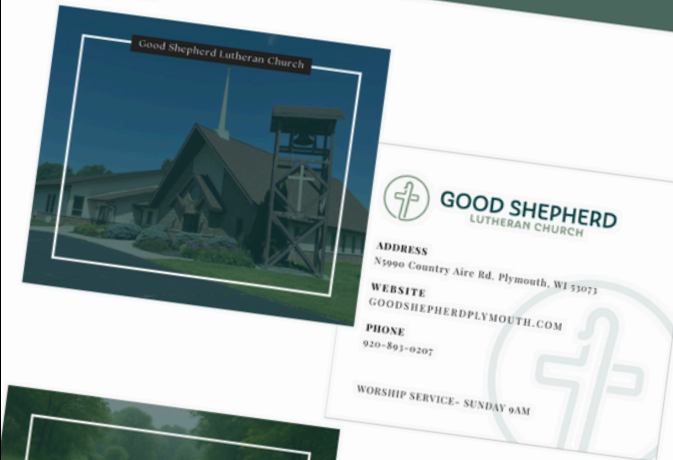 Good Shepherd Lutheran Church
GOOD SHEPHERD
LUTHERAN CHURCH
ADDRESS
N5990 Country Aire Rd, Plymouth, WI 53073
WEBSITE
GOODSHEPHERDPLYMOUTH.COM
PHONE
920-893-0207
WORSHIP SERVICE- SUNDAY 9AM